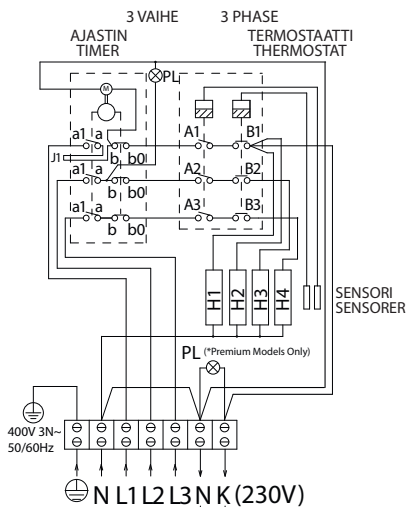 3 VAIHE 3 PHASE
AJASTIN TERMOSTAATTI
TIMER THERMOSTAT
M PL
a1 a A1 B1
J1 b b0
a1 a A2 B2
b b0
a1 a A3 B3
b b0
H1 H2 H3 H4
SENSORI
SENSORER
PL (*Premium Models Only)
400V 3N~
50/60Hz
N L1 L2 L3 N K (230V)